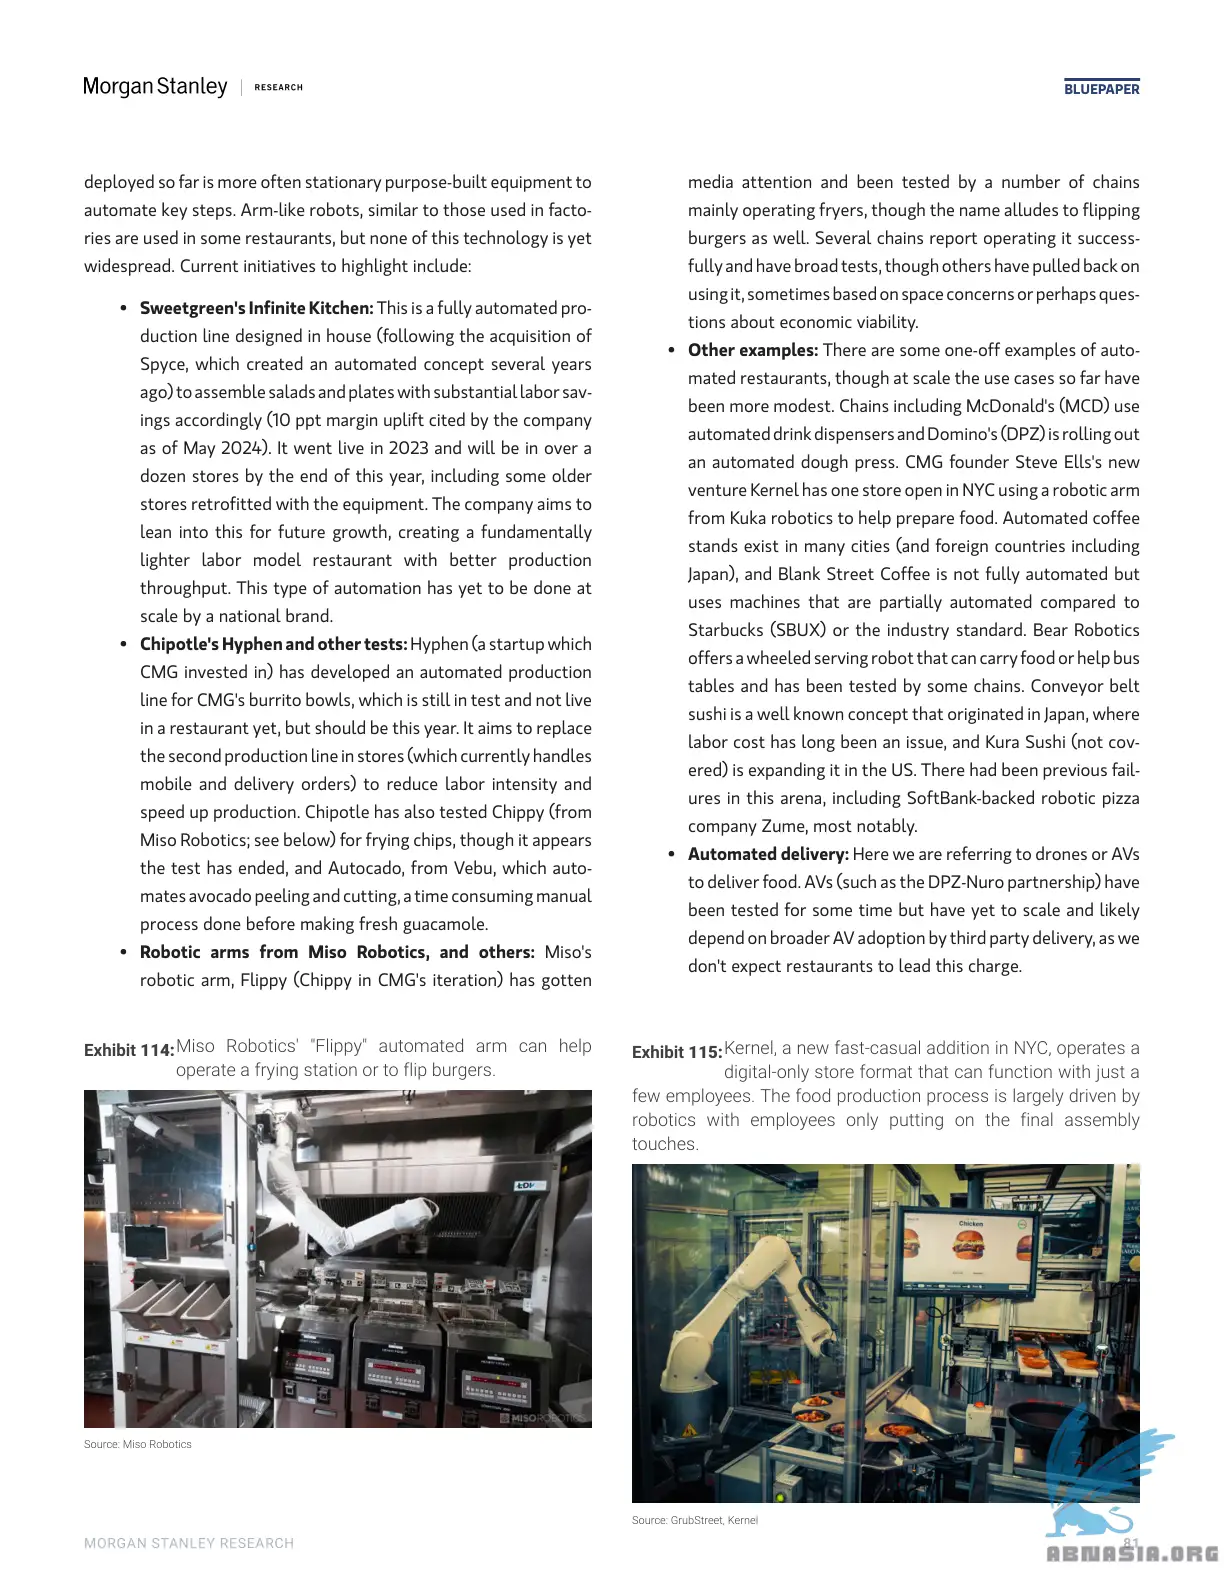 Morgan Stanley | RESEARCH
BLUEPAPER
deployed so far is more often stationary purpose-built equipment to
automate key steps. Arm-like robots, similar to those used in facto-
ries are used in some restaurants, but none of this technology is yet
widespread. Current initiatives to highlight include:
• Sweetgreen's Infinite Kitchen: This is a fully automated pro-
duction line designed in house (following the acquisition of
Spyce, which created an automated concept several years
ago) to assemble salads and plates with substantial labor sav-
ings accordingly (10 ppt margin uplift cited by the company
as of May 2024). It went live in 2023 and will be in over a
dozen stores by the end of this year, including some older
stores retrofitted with the equipment. The company aims to
lean into this for future growth, creating a fundamentally
lighter labor model restaurant with better production
throughput. This type of automation has yet to be done at
scale by a national brand.
• Chipotle's Hyphen and other tests: Hyphen (a startup which
CMG invested in) has developed an automated production
line for CMG's burrito bowls, which is still in test and not live
in a restaurant yet, but should be this year. It aims to replace
the second production line in stores (which currently handles
mobile and delivery orders) to reduce labor intensity and
speed up production. Chipotle has also tested Chippy (from
Miso Robotics; see below) for frying chips, though it appears
the test has ended, and Autocado, from Vebu, which auto-
mates avocado peeling and cutting, a time consuming manual
process done before making fresh guacamole.
• Robotic arms from Miso Robotics, and others: Miso's
robotic arm, Flippy (Chippy in CMG's iteration) has gotten
media attention and been tested by a number of chains
mainly operating fryers, though the name alludes to flipping
burgers as well. Several chains report operating it success-
fully and have broad tests, though others have pulled back on
using it, sometimes based on space concerns or perhaps ques-
tions about economic viability.
• Other examples: There are some one-off examples of auto-
mated restaurants, though at scale the use cases so far have
been more modest. Chains including McDonald's (MCD) use
automated drink dispensers and Domino's (DPZ) is rolling out
an automated dough press. CMG founder Steve Ells's new
venture Kernel has one store open in NYC using a robotic arm
from Kuka robotics to help prepare food. Automated coffee
stands exist in many cities (and foreign countries including
Japan), and Blank Street Coffee is not fully automated but
uses machines that are partially automated compared to
Starbucks (SBUX) or the industry standard. Bear Robotics
offers a wheeled serving robot that can carry food or help bus
tables and has been tested by some chains. Conveyor belt
sushi is a well known concept that originated in Japan, where
labor cost has long been an issue, and Kura Sushi (not cov-
ered) is expanding it in the US. There had been previous fail-
ures in this arena, including SoftBank-backed robotic pizza
company Zume, most notably.
• Automated delivery: Here we are referring to drones or AVs
to deliver food. AVs (such as the DPZ-Nuro partnership) have
been tested for some time but have yet to scale and likely
depend on broader AV adoption by third party delivery, as we
don't expect restaurants to lead this charge.
Exhibit 114: Miso Robotics' "Flippy" automated arm can help
operate a frying station or to flip burgers.
MISOROBOTICS
Source: Miso Robotics
Exhibit 115: Kernel, a new fast-casual addition in NYC, operates a
digital-only store format that can function with just a
few employees. The food production process is largely driven by
robotics with employees only putting on the final assembly
touches.
Chicken
Source: GrubStreet, Kernel
MORGAN STANLEY RESEARCH
81
ABNASIA.ORG